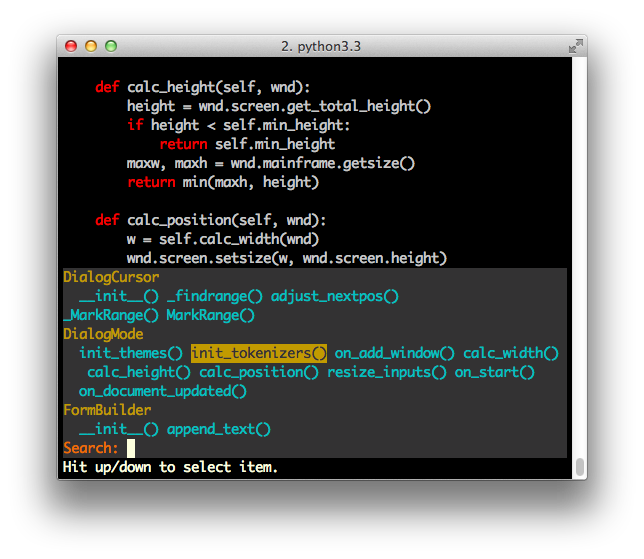 2. python3.3
def calc_height(self, wnd):
height = wnd.screen.get_total_height()
if height < self.min_height:
return self.min_height
maxw, maxh = wnd.mainframe.getsize()
return min(maxh, height)
def calc_position(self, wnd):
w = self.calc_width(wnd)
wnd.screen.setsize(w, wnd.screen.height)
DialogCursor
__init__() _findrange() adjust_nextpos()
_MarkRange() MarkRange()
DialogMode
init_themes() init_tokenizers() on_add_window() calc_width()
calc_height() calc_position() resize_inputs() on_start()
on_document_updated()
FormBuilder
__init__() append_text()
Search:
Hit up/down to select item.